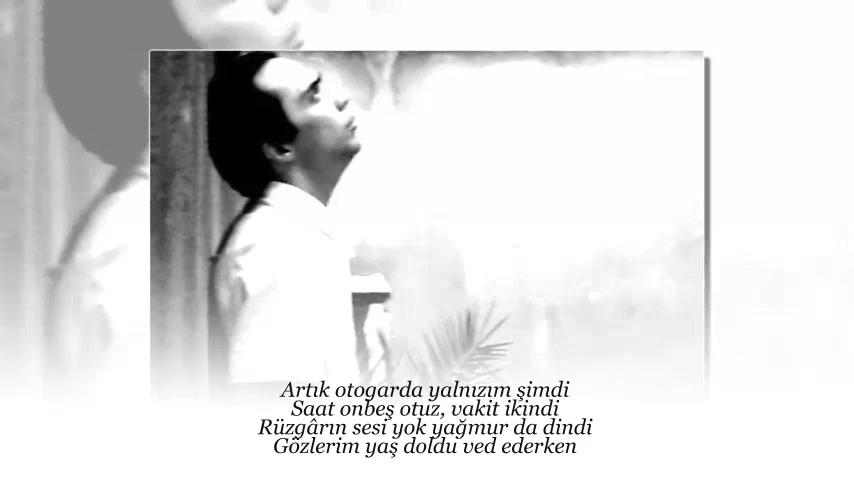 Artık otogarda yalnızım şimdi
Saat onbeş otuz, vakit ikindi
Rüzgârın sesi yok yağmur da dindi
Gözlerim yaş doldu ved ederken